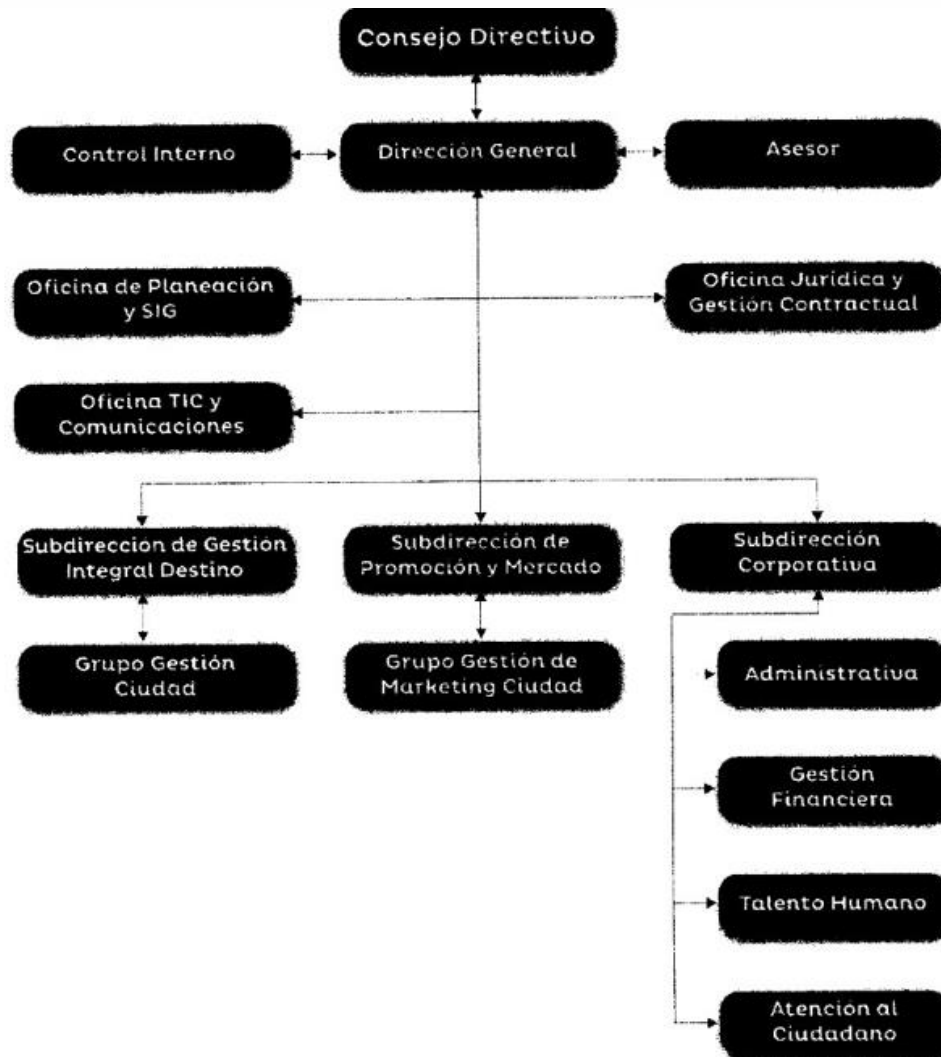 Consejo Directivo
Control Interno
Dirección General
Asesor
Oficina de Planeación
y SIG
Oficina Jurídica y
Gestión Contractual
Oficina TIC y
Comunicaciones
Subdirección de Gestión
Integral Destino
Subdirección de
Promoción y Mercado
Subdirección
Corporativa
Grupo Gestión
Ciudad
Grupo Gestión de
Marketing Ciudad
Administrativa
Gestión
Financiera
Talento Humano
Atención al
Ciudadano